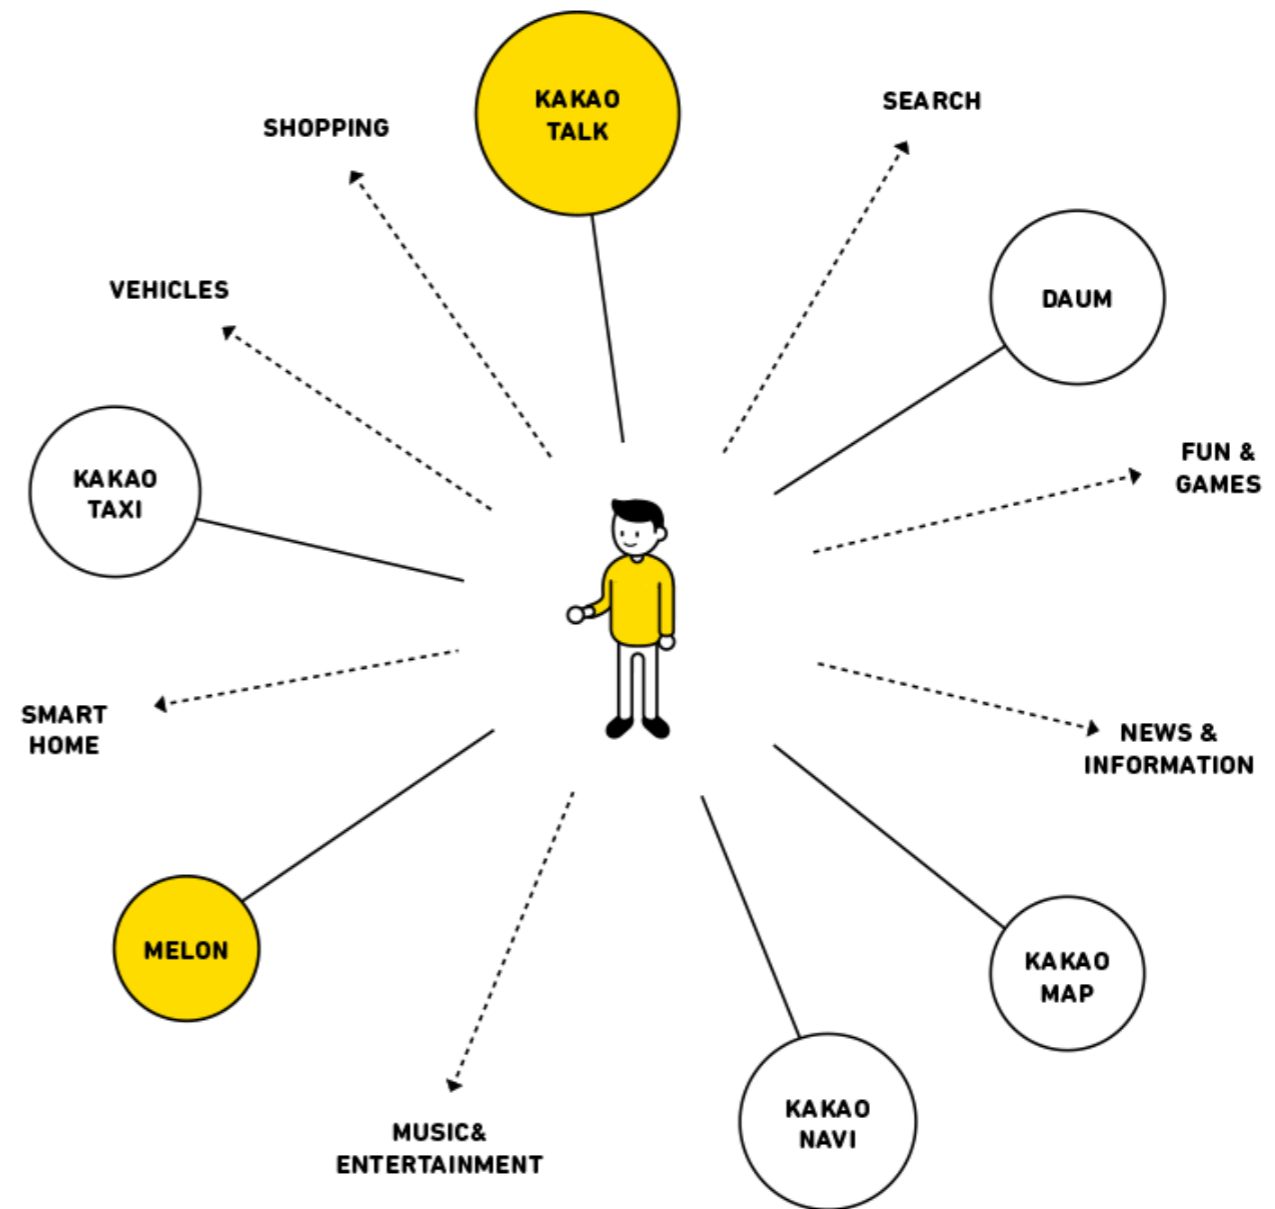 KAKAO
TALK
SEARCH
SHOPPING
VEHICLES
DAUM
KAKAO
TAXI
FUN &
GAMES
SMART
HOME
NEWS &
INFORMATION
MELON
KAKAO
MAP
KAKAO
NAVI
MUSIC&
ENTERTAINMENT